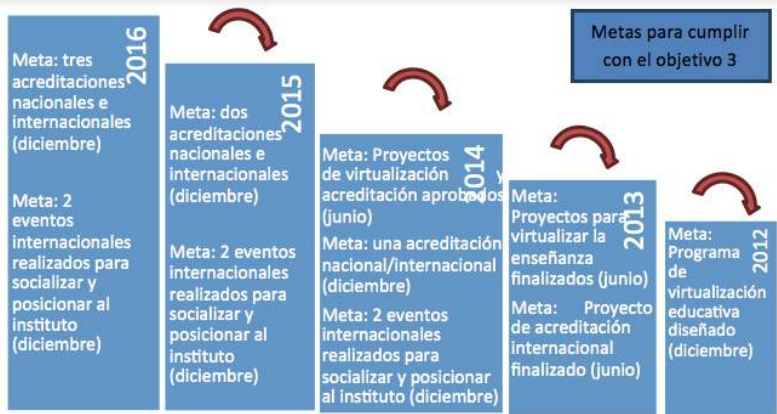 Metas para cumplir
con el objetivo 3
2016
Meta: tres
acreditaciones
nacionales e
internacionales
(diciembre)
Meta: 2
eventos
internacionales
realizados para
socializar y
posicionar al
instituto
(diciembre)
2015
Meta: dos
acreditaciones
nacionales e
internacionales
(diciembre)
Meta: 2 eventos
internacionales
realizados para
socializar y
posicionar al
instituto
(diciembre)
2014
Meta: Proyectos
de virtualización y
acreditación aprobados
(junio)
Meta: una acreditación
nacional/internacional
(diciembre)
Meta: 2 eventos
internacionales
realizados para
socializar y posicionar
al instituto (diciembre)
2013
Meta:
Proyectos para
virtualizar la
enseñanza
finalizados (junio)
Meta: Proyecto
de acreditación
internacional
finalizado (junio)
2012
Meta:
Programa
de
virtualización
educativa
diseñado
(diciembre)